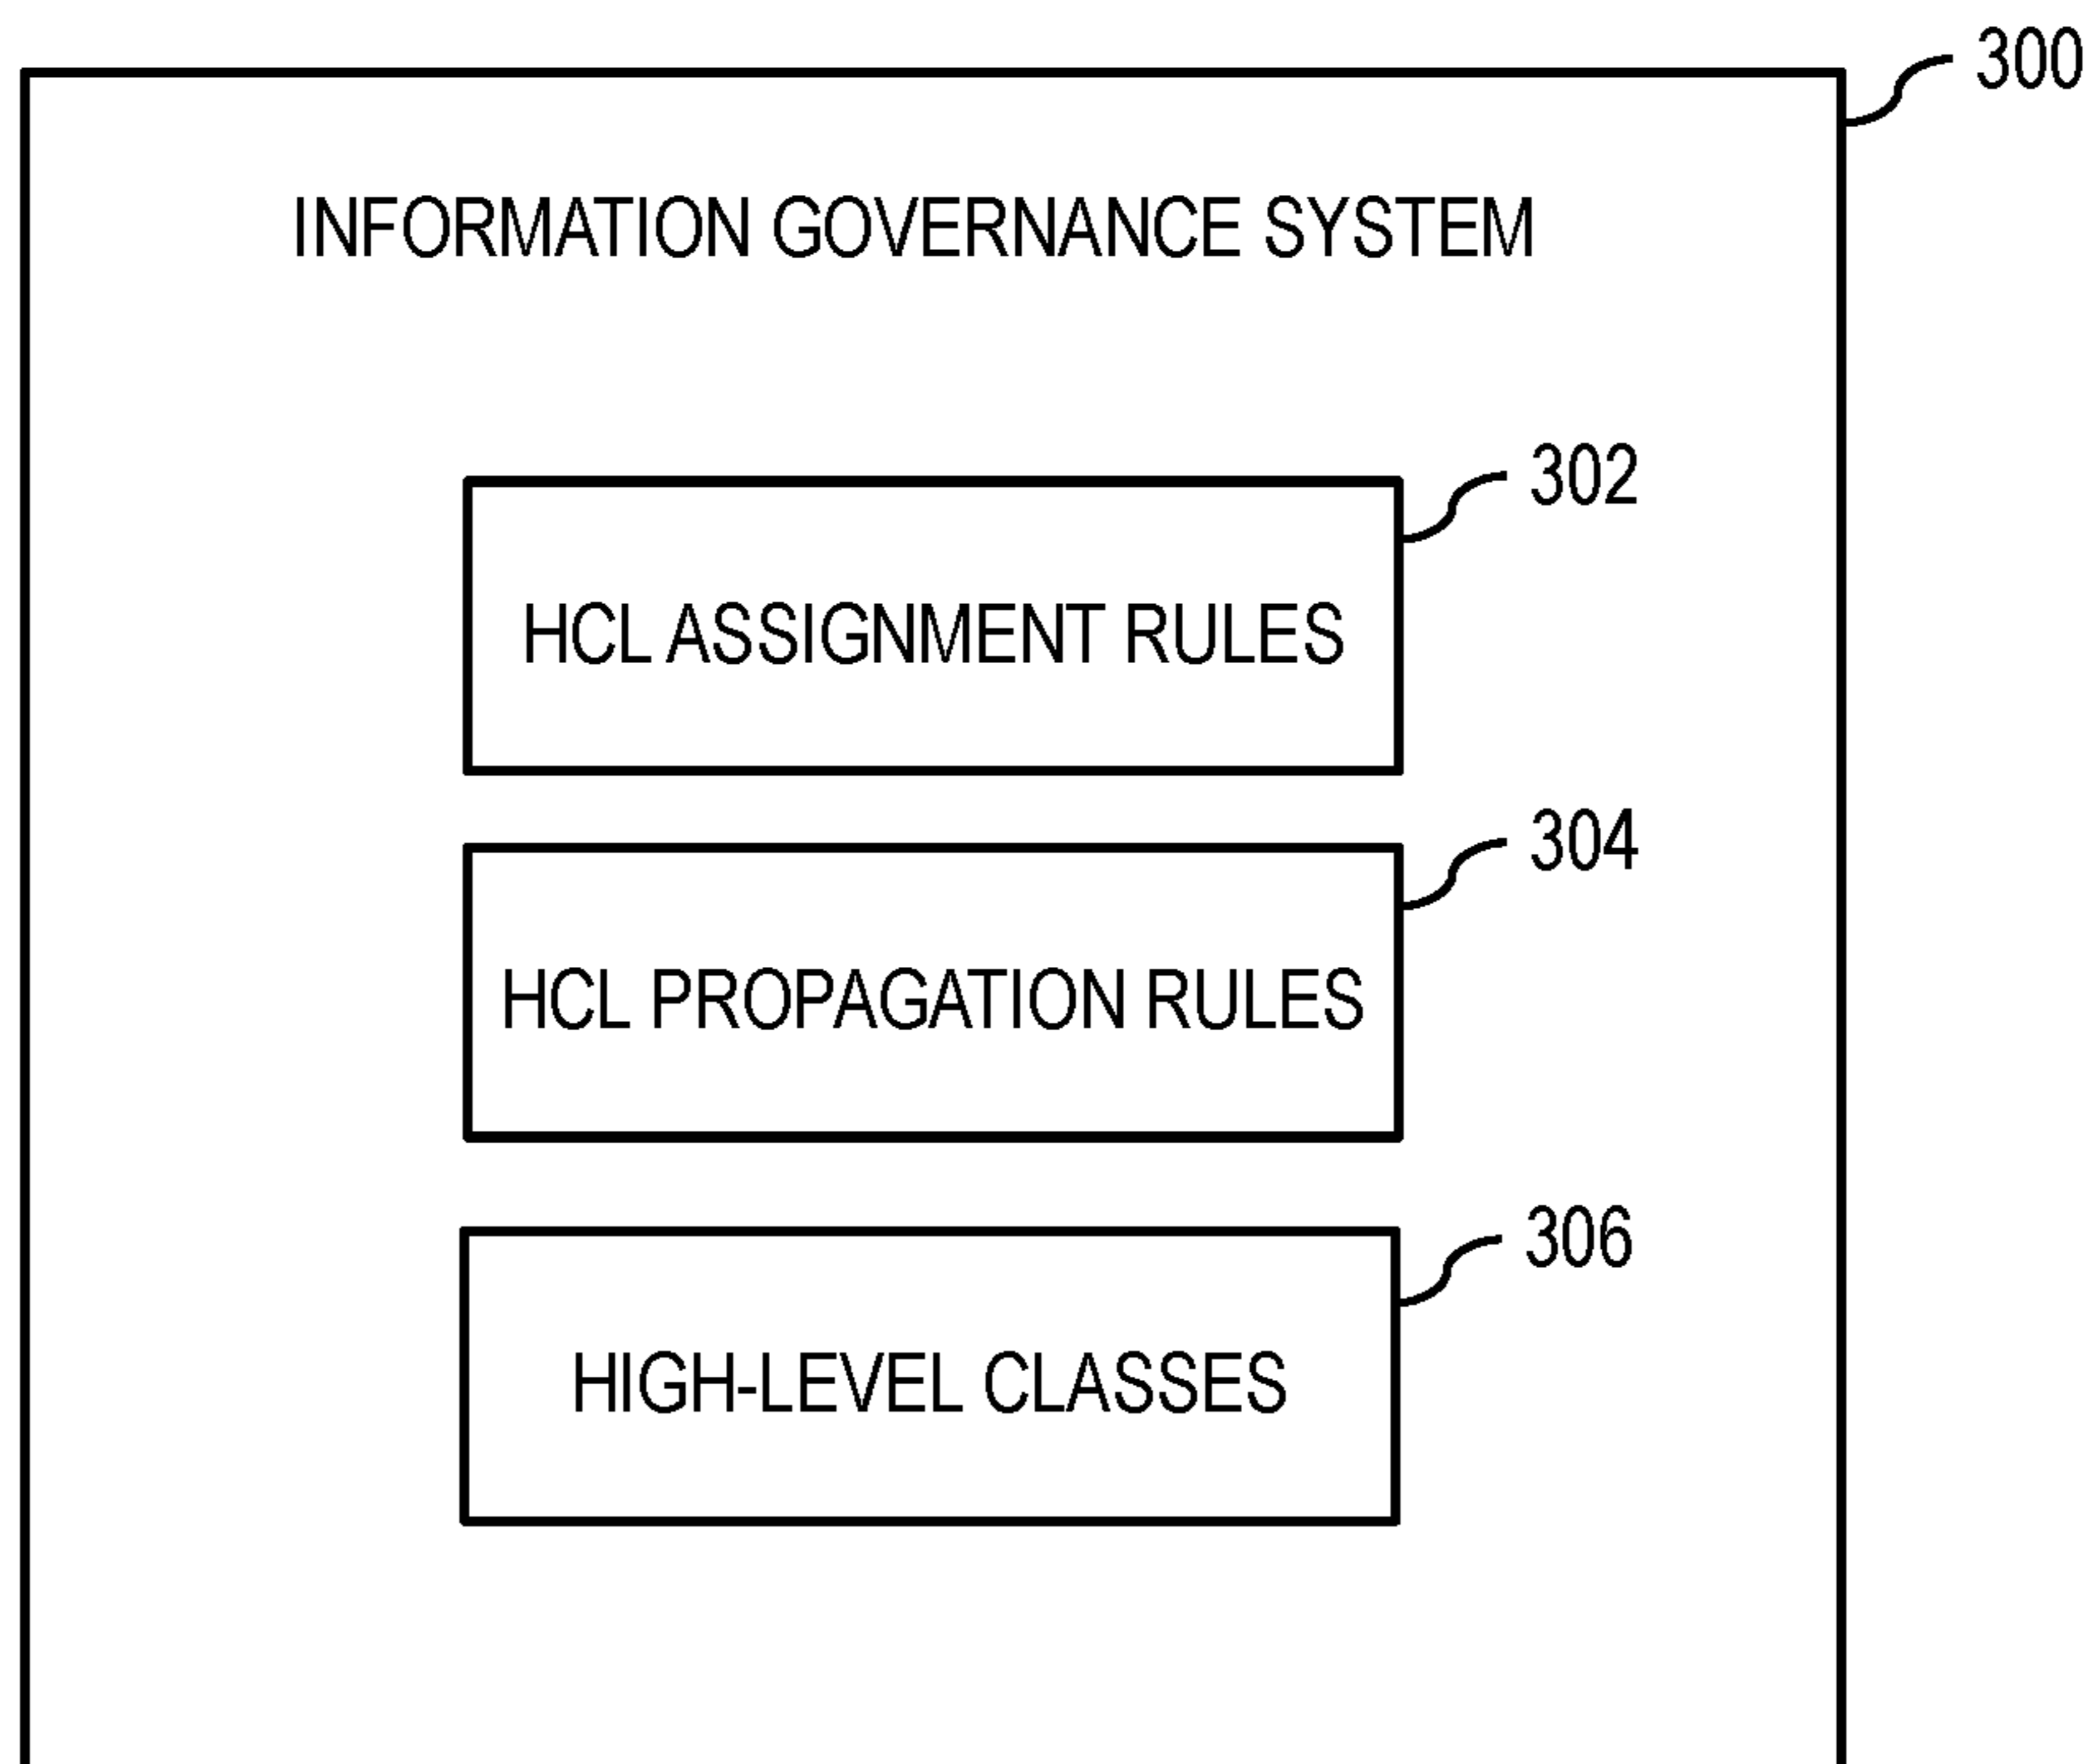 300
INFORMATION GOVERNANCE SYSTEM
302
HCL ASSIGNMENT RULES
304
HCL PROPAGATION RULES
306
HIGH-LEVEL CLASSES